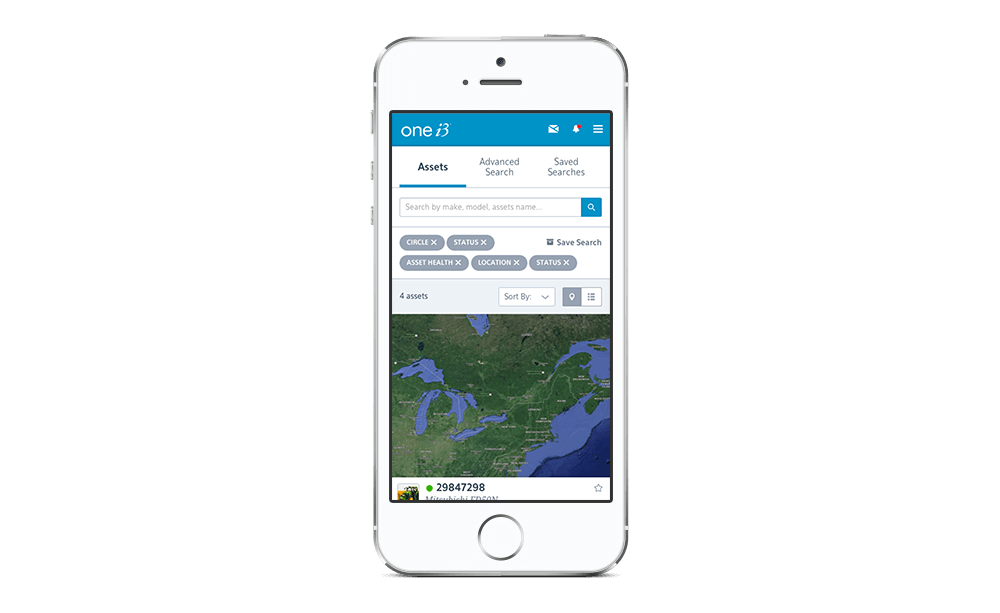 one i3
Assets
Advanced
Search
Saved
Searches
Search by make, model, assets name...
CIRCLE ✕ STATUS ✕
Save Search
ASSET HEALTH ✕ LOCATION ✕ STATUS ✕
4 assets
Sort By:
29847298
Mitsubishi FD50N